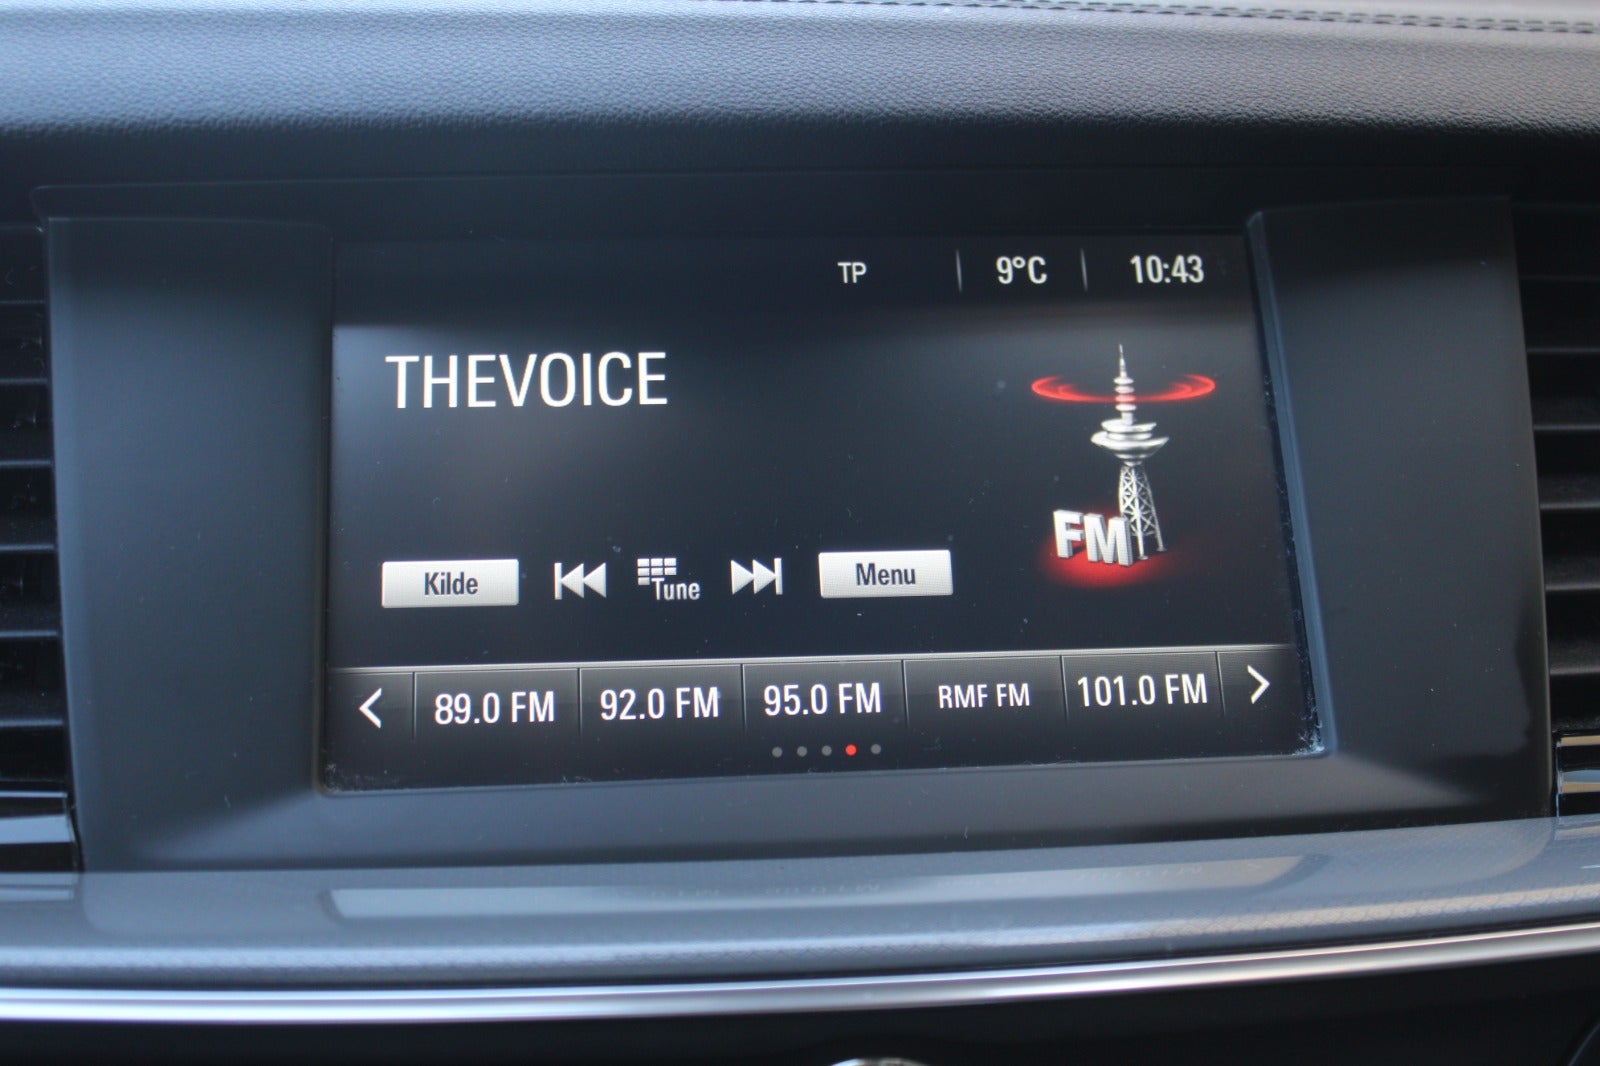 TP 9°C 10:43
THEVOICE
FM
Kilde Tune Menu
89.0 FM 92.0 FM 95.0 FM RMF FM 101.0 FM